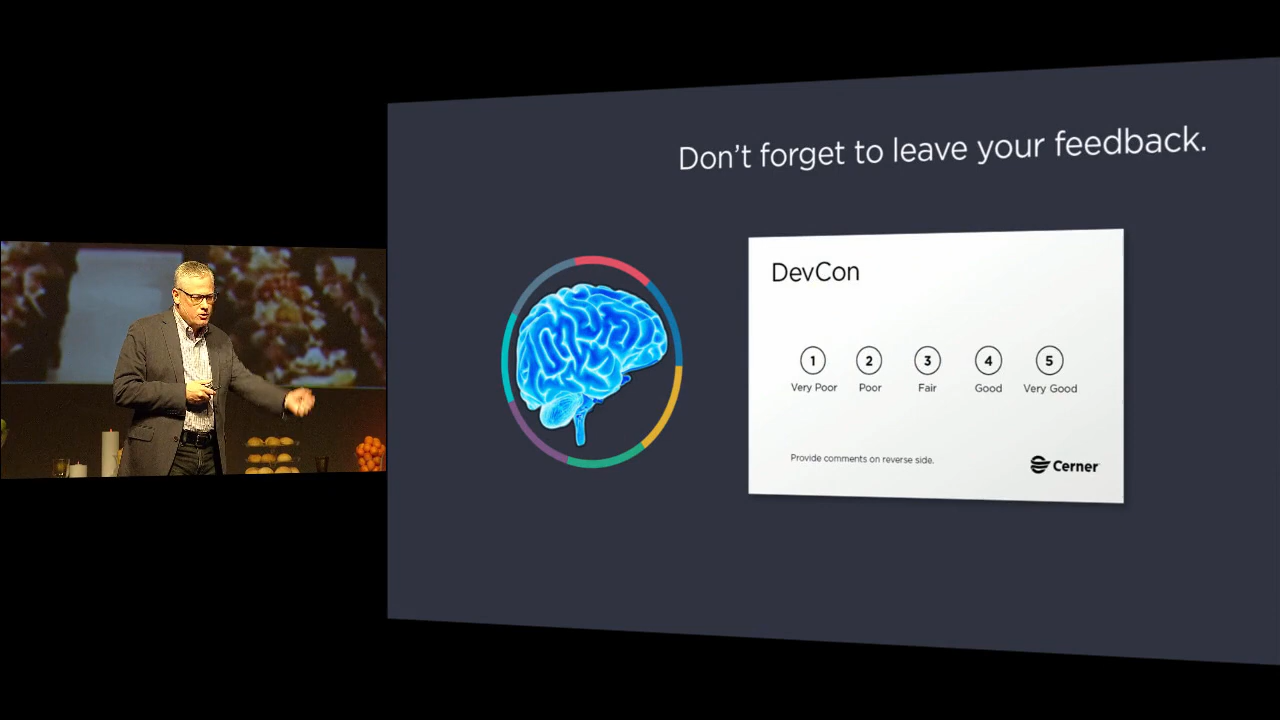 Don't forget to leave your feedback.
DevCon
1 2 3 4 5
Very Poor Poor Fair Good Very Good
Provide comments on reverse side.
Cerner